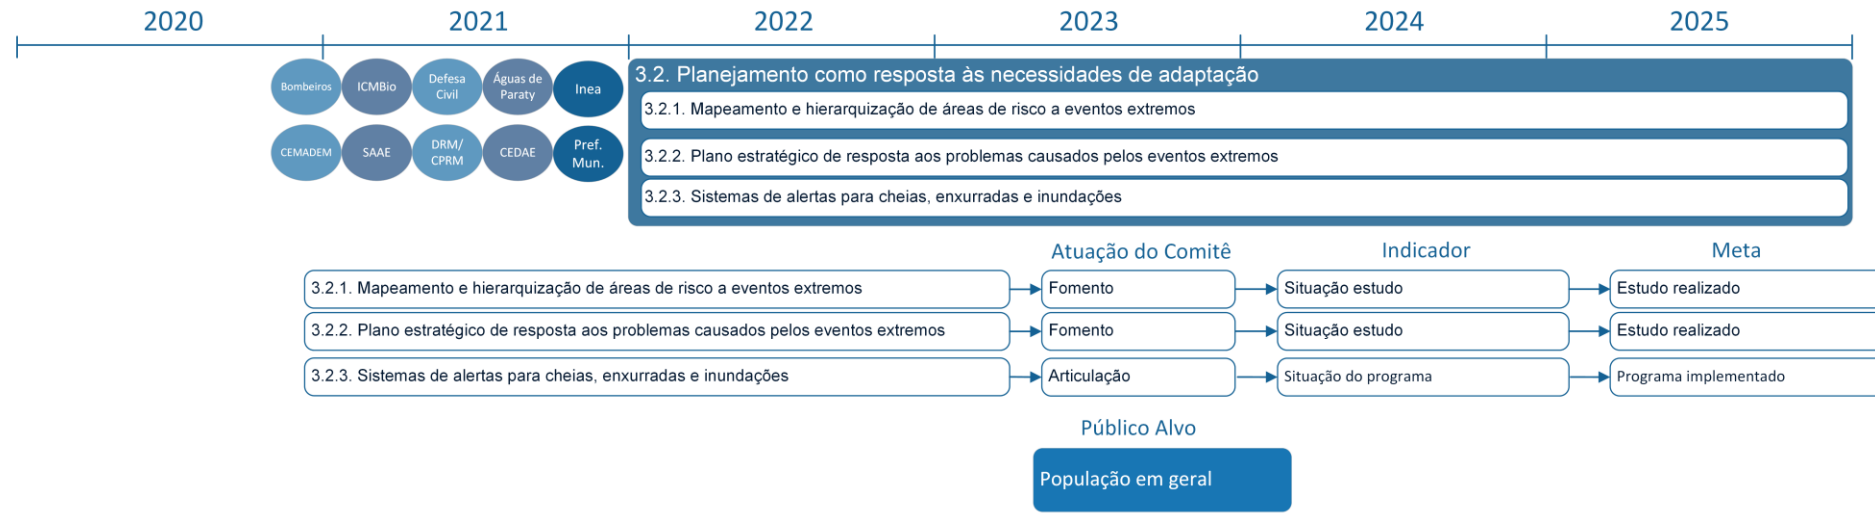 2020 2021 2022 2023 2024 2025
Bombeiros
ICMBio
Defesa
Civil
Águas de
Paraty
Inea
CEMADEM
SAAE
DRM/
CPRM
CEDAE
Pref.
Mun.
3.2. Planejamento como resposta às necessidades de adaptação
3.2.1. Mapeamento e hierarquização de áreas de risco a eventos extremos
3.2.2. Plano estratégico de resposta aos problemas causados pelos eventos extremos
3.2.3. Sistemas de alertas para cheias, enxurradas e inundações
Atuação do Comitê Indicador Meta
3.2.1. Mapeamento e hierarquização de áreas de risco a eventos extremos Fomento Situação estudo Estudo realizado
3.2.2. Plano estratégico de resposta aos problemas causados pelos eventos extremos Fomento Situação estudo Estudo realizado
3.2.3. Sistemas de alertas para cheias, enxurradas e inundações Articulação Situação do programa Programa implementado
Público Alvo
População em geral